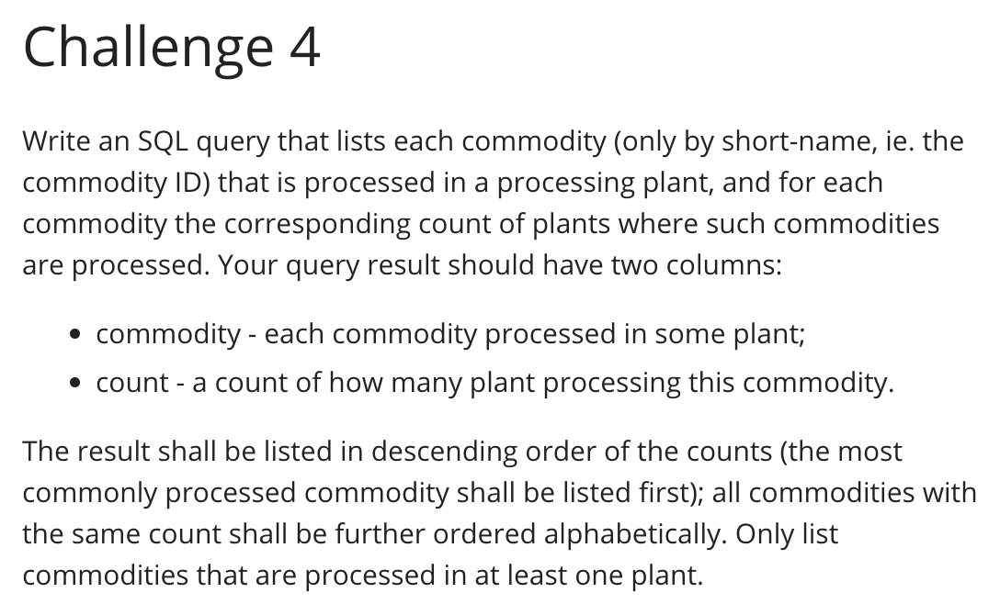 Challenge 4
Write an SQL query that lists each commodity (only by short-name, ie. the
commodity ID) that is processed in a processing plant, and for each
commodity the corresponding count of plants where such commodities
are processed. Your query result should have two columns:
• commodity - each commodity processed in some plant;
• count - a count of how many plant processing this commodity.
The result shall be listed in descending order of the counts (the most
commonly processed commodity shall be listed first); all commodities with
the same count shall be further ordered alphabetically. Only list
commodities that are processed in at least one plant.